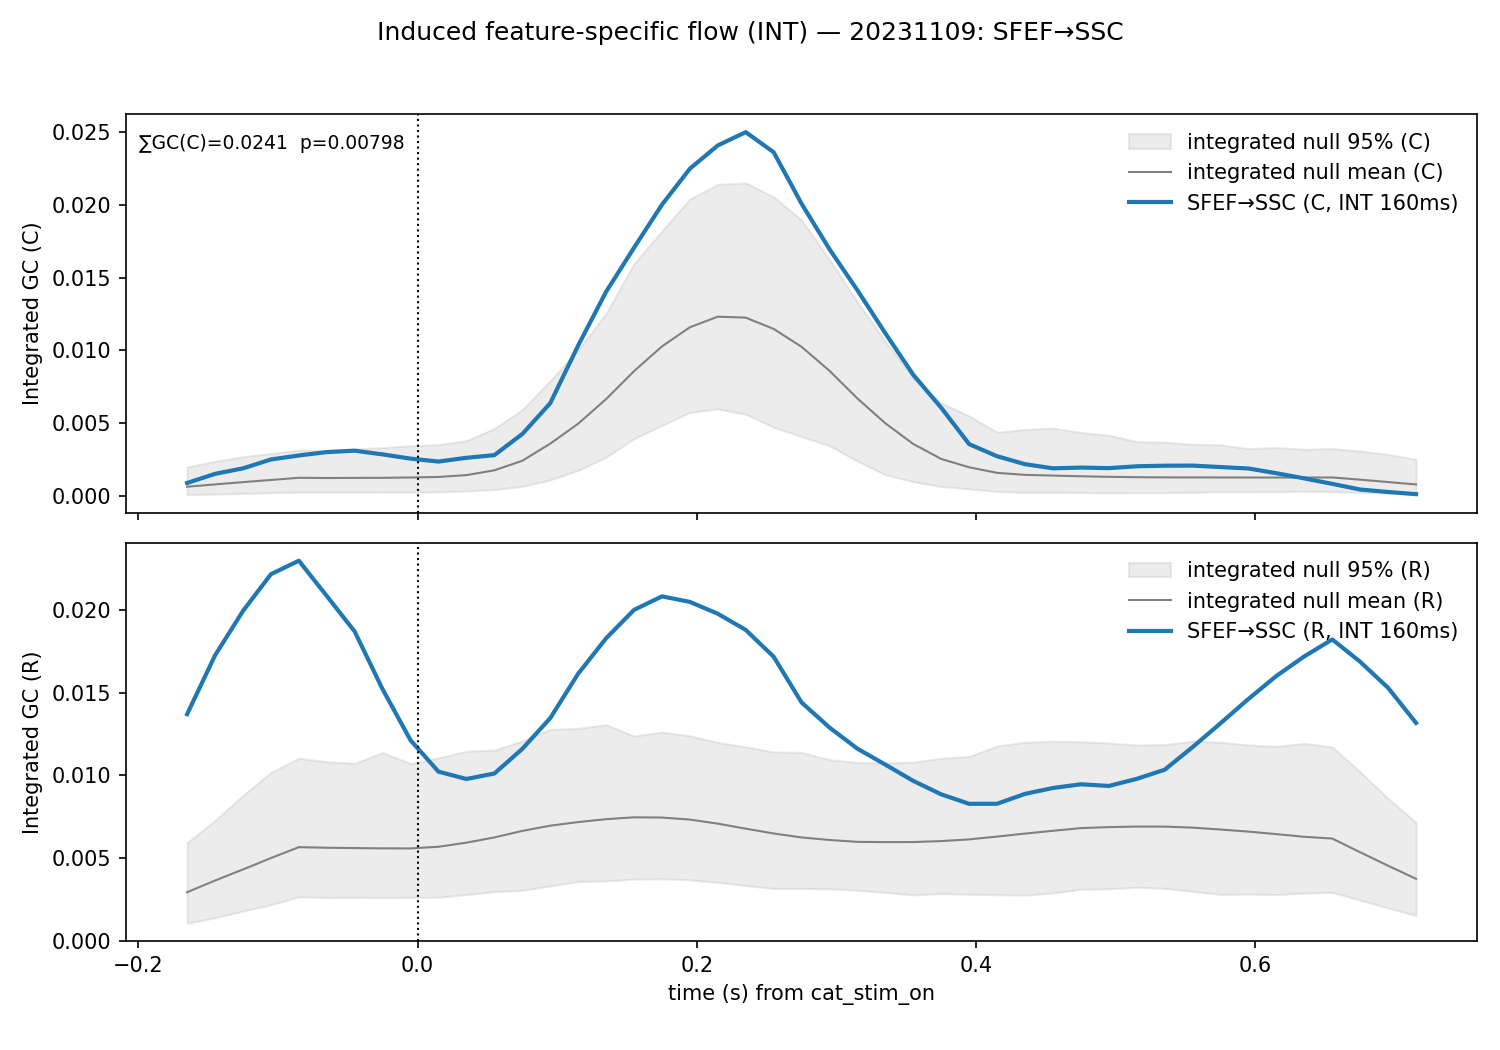 Induced feature-specific flow (INT) — 20231109: SFEF→SSC
∑GC(C)=0.0241  p=0.00798
integrated null 95% (C)
integrated null mean (C)
SFEF→SSC (C, INT 160ms)
Integrated GC (C)
0.025
0.020
0.015
0.010
0.005
0.000
integrated null 95% (R)
integrated null mean (R)
SFEF→SSC (R, INT 160ms)
Integrated GC (R)
0.020
0.015
0.010
0.005
0.000
−0.2
0.0
0.2
0.4
0.6
time (s) from cat_stim_on